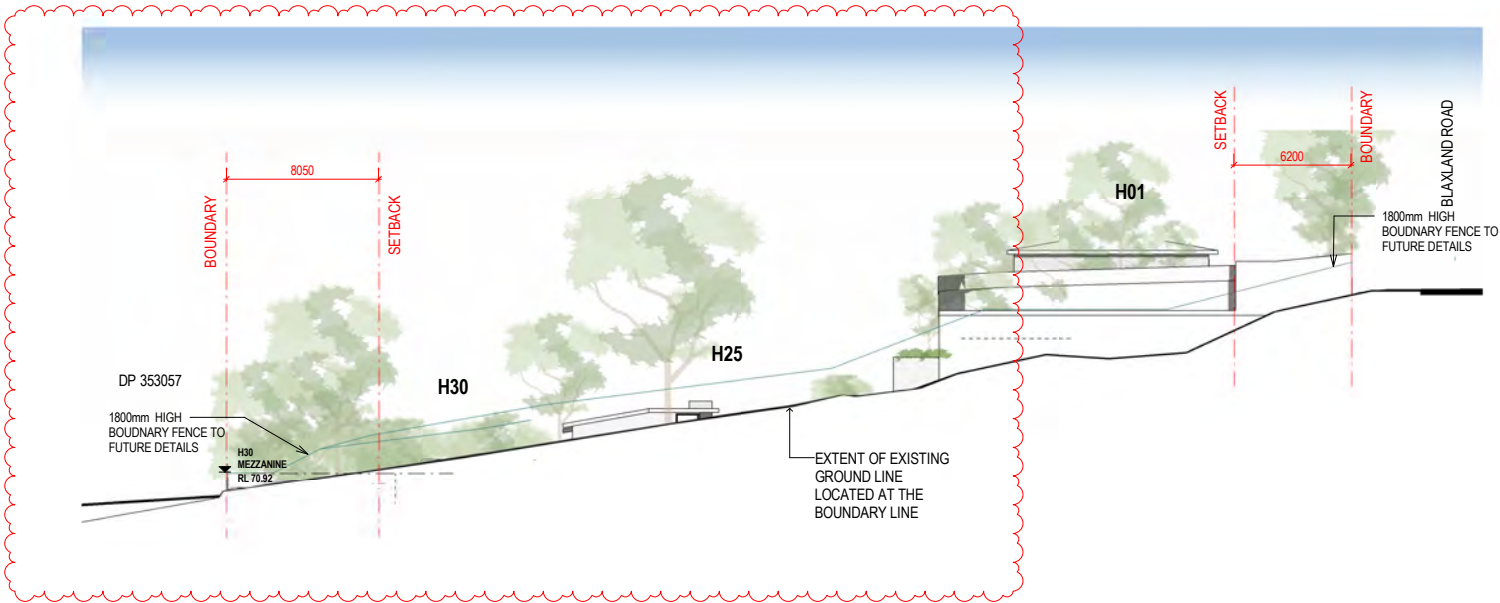 8050
BOUNDARY
SETBACK
DP 353057
1800mm HIGH
BOUDNARY FENCE TO
FUTURE DETAILS
H30
MEZZANINE
RL 70.92
H30
H25
EXTENT OF EXISTING
GROUND LINE
LOCATED AT THE
BOUNDARY LINE
H01
SETBACK
6200
BOUNDARY
BLAXLAND ROAD
1800mm HIGH
BOUDNARY FENCE TO
FUTURE DETAILS